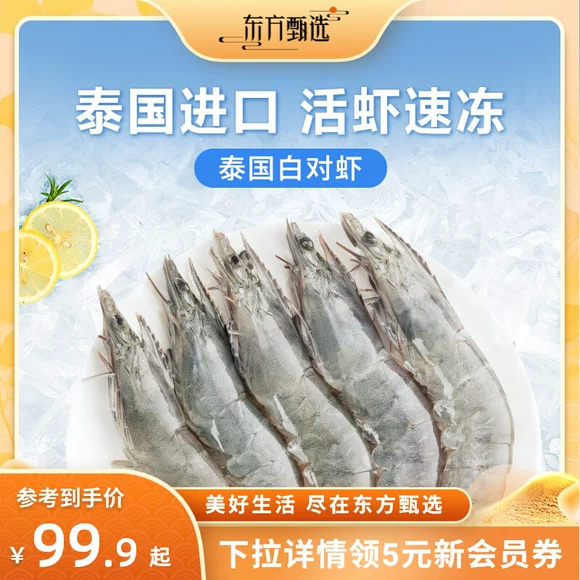 东方甄选
泰国进口 活虾速冻
泰国白对虾
参考到手价
¥99.9起
美好生活 尽在东方甄选
下拉详情领5元新会员券